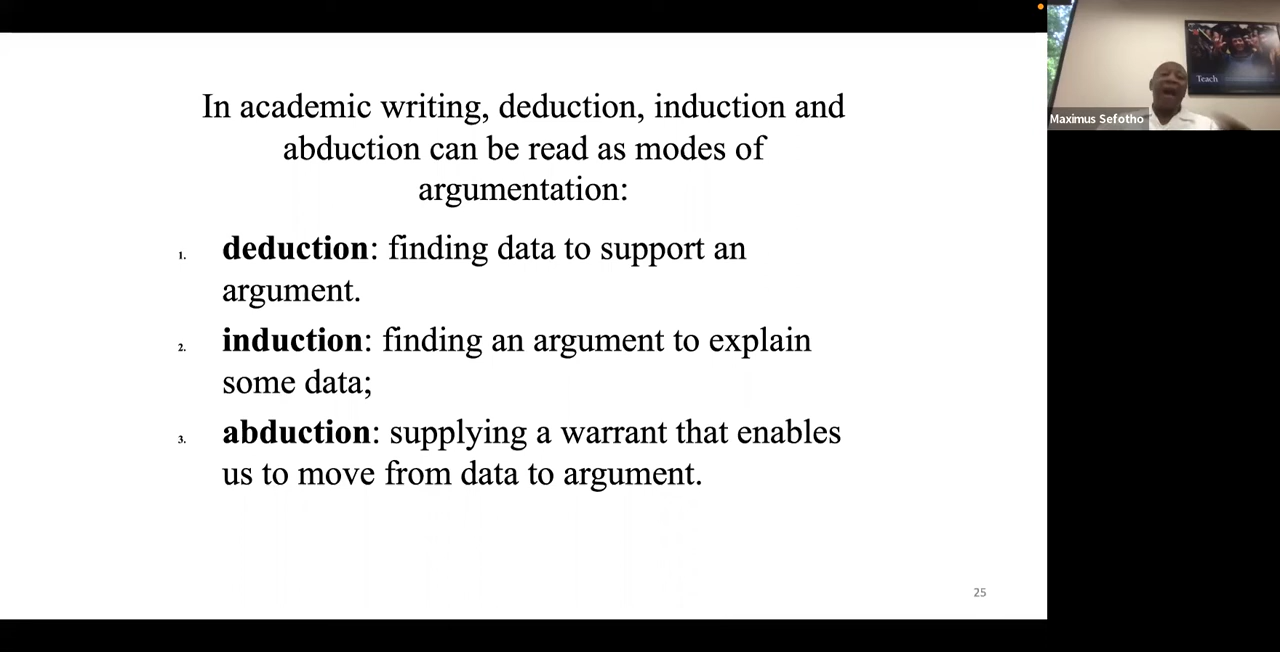 In academic writing, deduction, induction and
abduction can be read as modes of
argumentation:
1. deduction: finding data to support an
argument.
2. induction: finding an argument to explain
some data;
3. abduction: supplying a warrant that enables
us to move from data to argument.
25
Teach
Maximus Sefotho